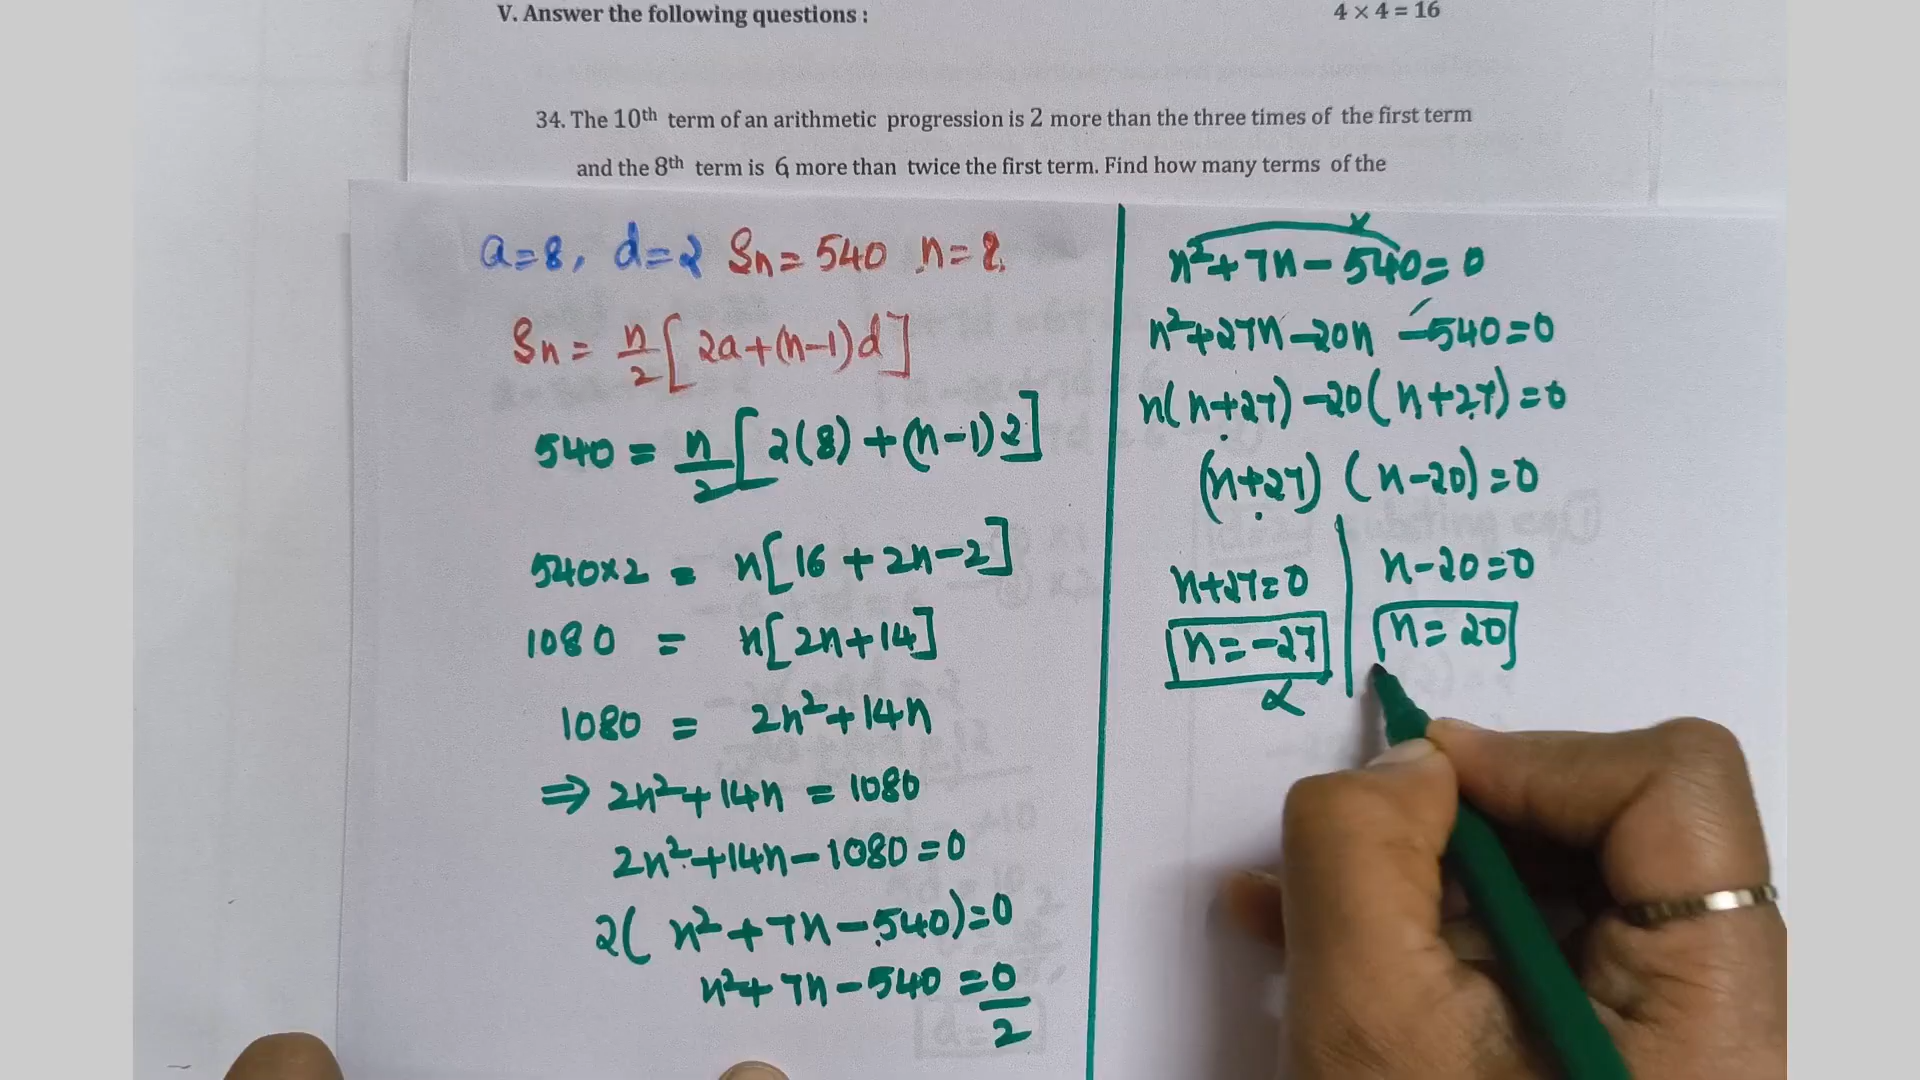 V. Answer the following questions :
4 × 4 = 16
34. The 10th term of an arithmetic progression is 2 more than the three times of the first term
and the 8th term is 6 more than twice the first term. Find how many terms of the
a=8, d=2 Sn=540 n=?
Sn = n/2 [2a+(n-1)d]
540 = n/2 [2(8)+(n-1)2]
540×2 = n[16+2n-2]
1080 = n[2n+14]
1080 = 2n²+14n
⇒ 2n²+14n = 1080
2n²+14n-1080=0
2(n²+7n-540)=0
n²+7n-540 = 0/2
n²+7n-540=0
n²+27n-20n-540=0
n(n+27)-20(n+27)=0
(n+27)(n-20)=0
n+27=0
n=-27
n-20=0
n=20